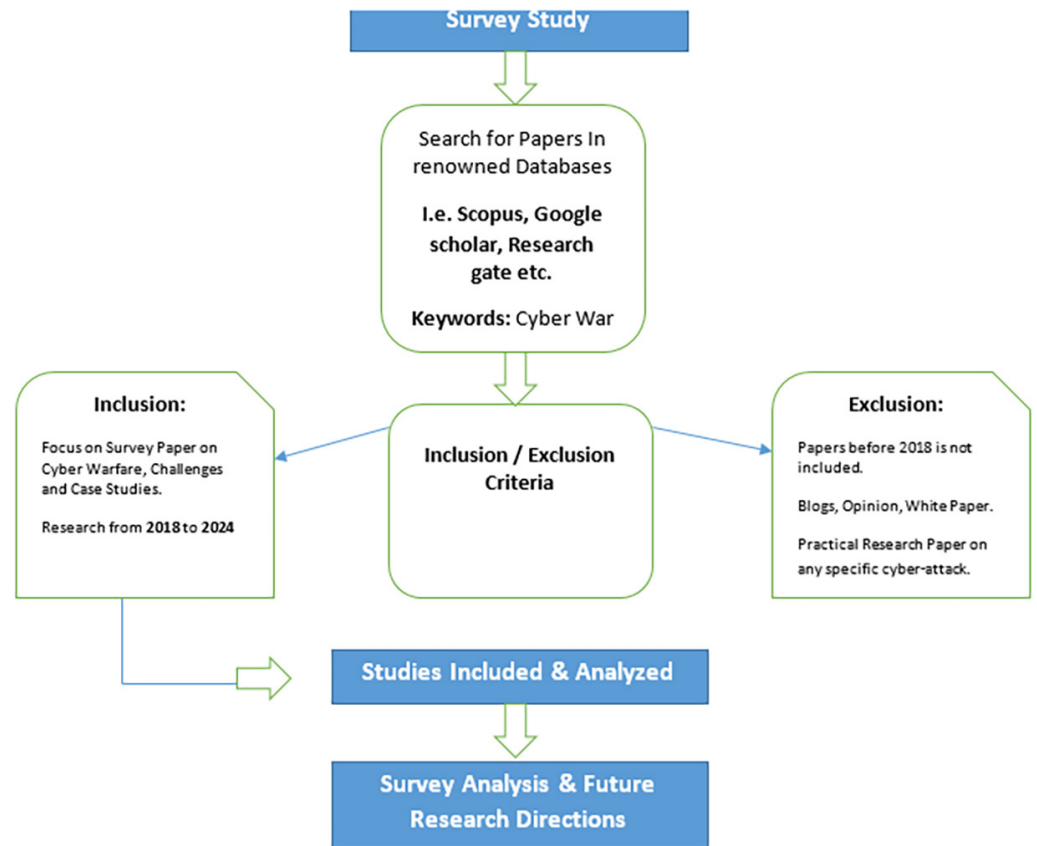 Survey Study
Search for Papers In
renowned Databases
I.e. Scopus, Google
scholar, Research
gate etc.
Keywords: Cyber War
Inclusion:
Focus on Survey Paper on
Cyber Warfare, Challenges
and Case Studies.
Research from 2018 to 2024
Inclusion / Exclusion
Criteria
Exclusion:
Papers before 2018 is not
included.
Blogs, Opinion, White Paper.
Practical Research Paper on
any specific cyber-attack.
Studies Included & Analyzed
Survey Analysis & Future
Research Directions